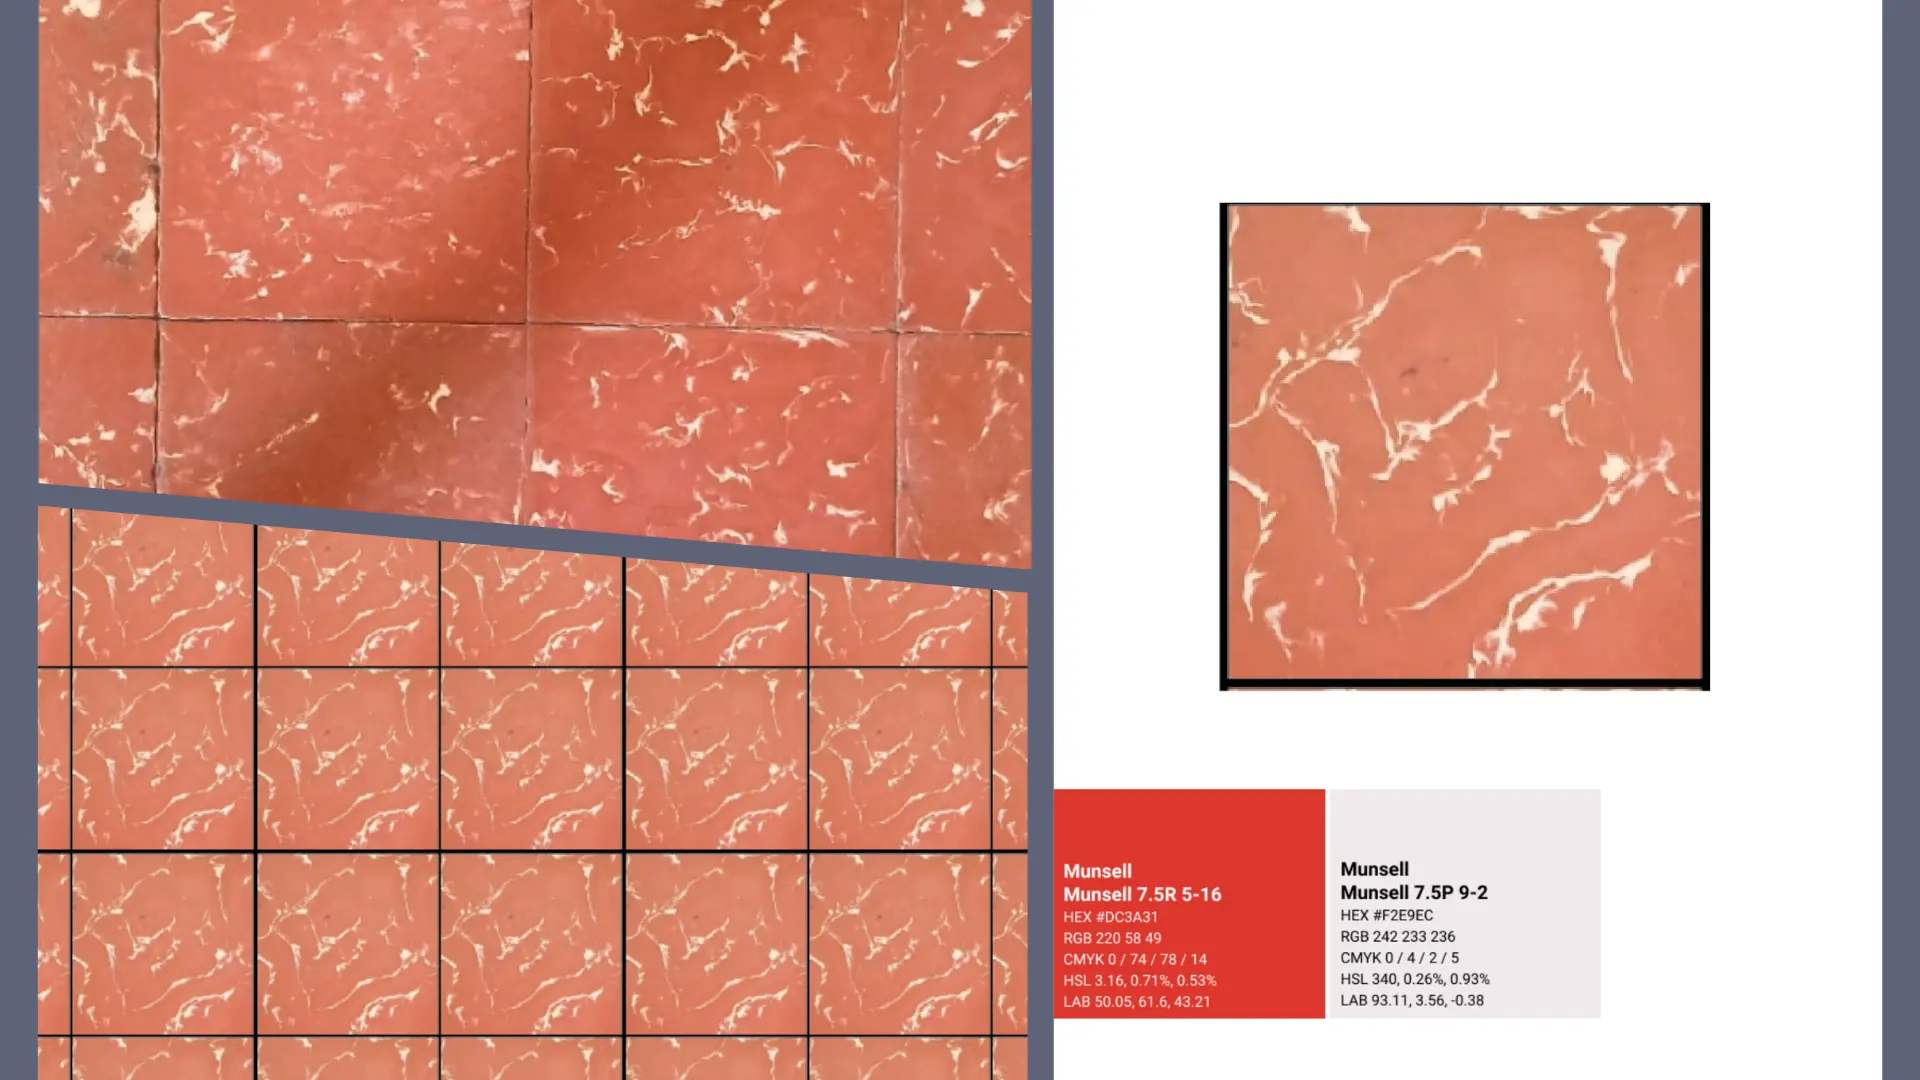 Munsell
Munsell 7.5R 5-16
HEX #DC3A31
RGB 220 58 49
CMYK 0 / 74 / 78 / 14
HSL 3.16, 0.71%, 0.53%
LAB 50.05, 61.6, 43.21
Munsell
Munsell 7.5P 9-2
HEX #F2E9EC
RGB 242 233 236
CMYK 0 / 4 / 2 / 5
HSL 340, 0.26%, 0.93%
LAB 93.11, 3.56, -0.38